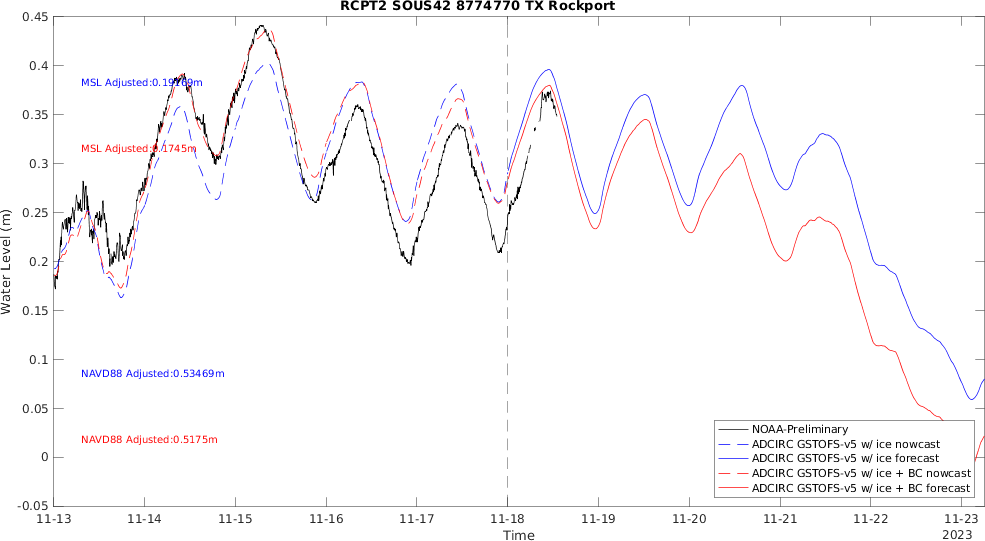 RCPT2 SOUS42 8774770 TX Rockport
0.45
0.4
0.35
0.3
0.25
0.2
0.15
0.1
0.05
0
-0.05
Water Level (m)
MSL Adjusted:0.19769m
MSL Adjusted:0.1745m
NAVD88 Adjusted:0.53469m
NAVD88 Adjusted:0.5175m
NOAA-Preliminary
ADCIRC GSTOFS-v5 w/ ice nowcast
ADCIRC GSTOFS-v5 w/ ice forecast
ADCIRC GSTOFS-v5 w/ ice + BC nowcast
ADCIRC GSTOFS-v5 w/ ice + BC forecast
11-13 11-14 11-15 11-16 11-17 11-18 11-19 11-20 11-21 11-22 11-23
Time 2023